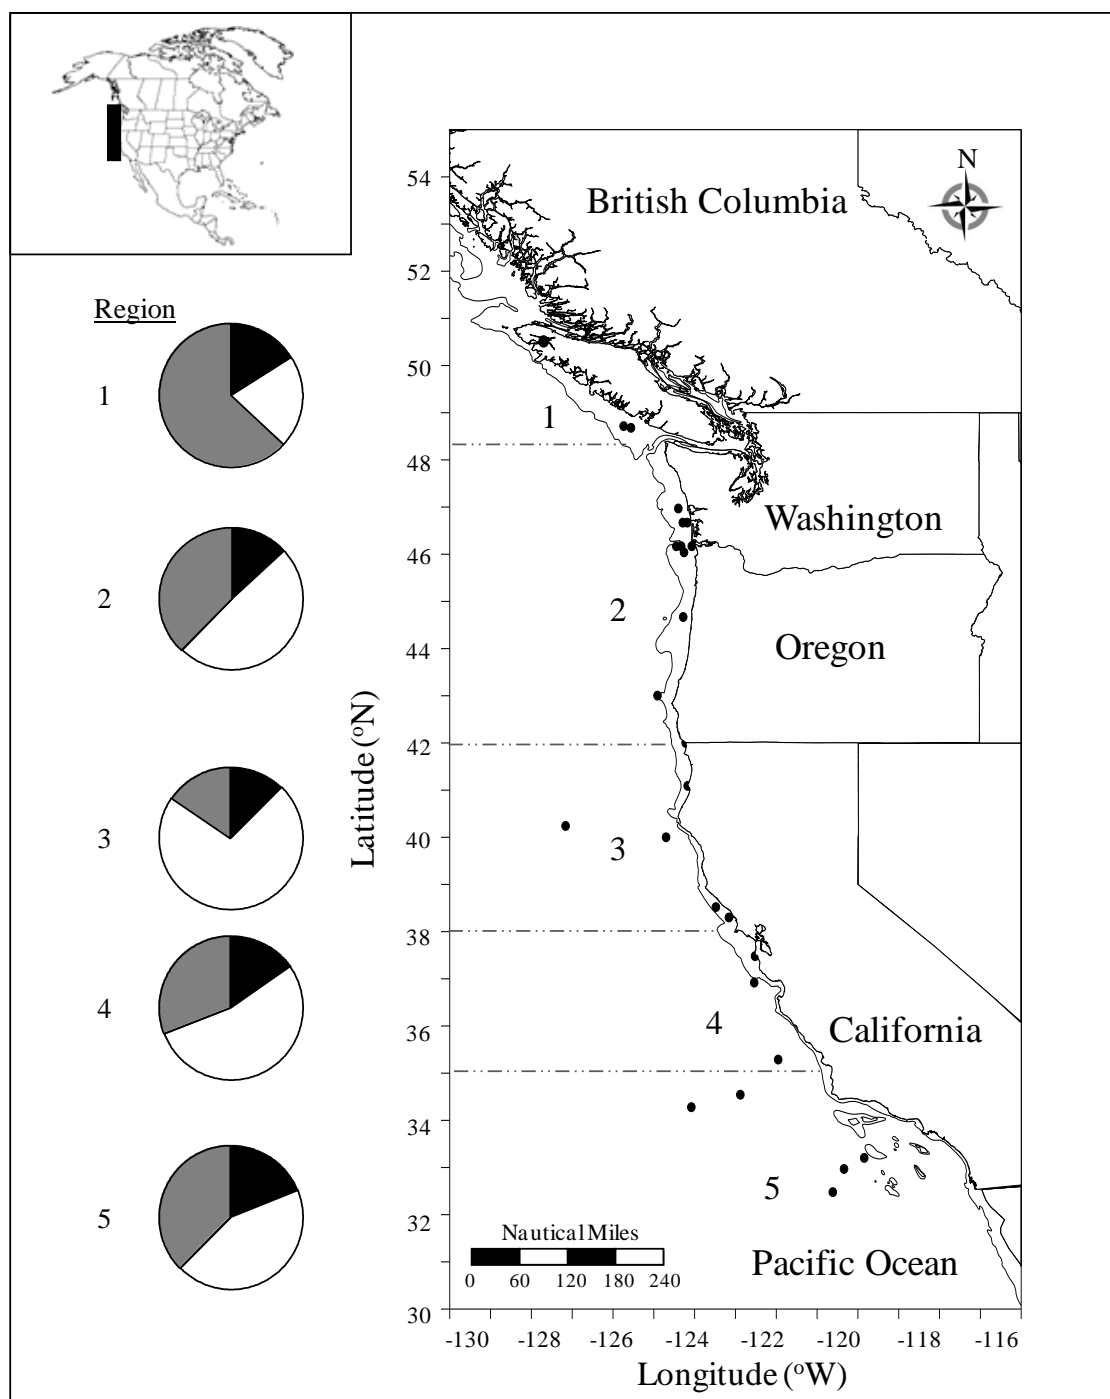 N
British Columbia
Washington
Oregon
California
Pacific Ocean
1
2
3
4
5
Region
1
2
3
4
5
Latitude (ᵒN)
54
52
50
48
46
44
42
40
38
36
34
32
30
Nautical Miles
0 60 120 180 240
-130 -128 -126 -124 -122 -120 -118 -116
Longitude (ᵒW)